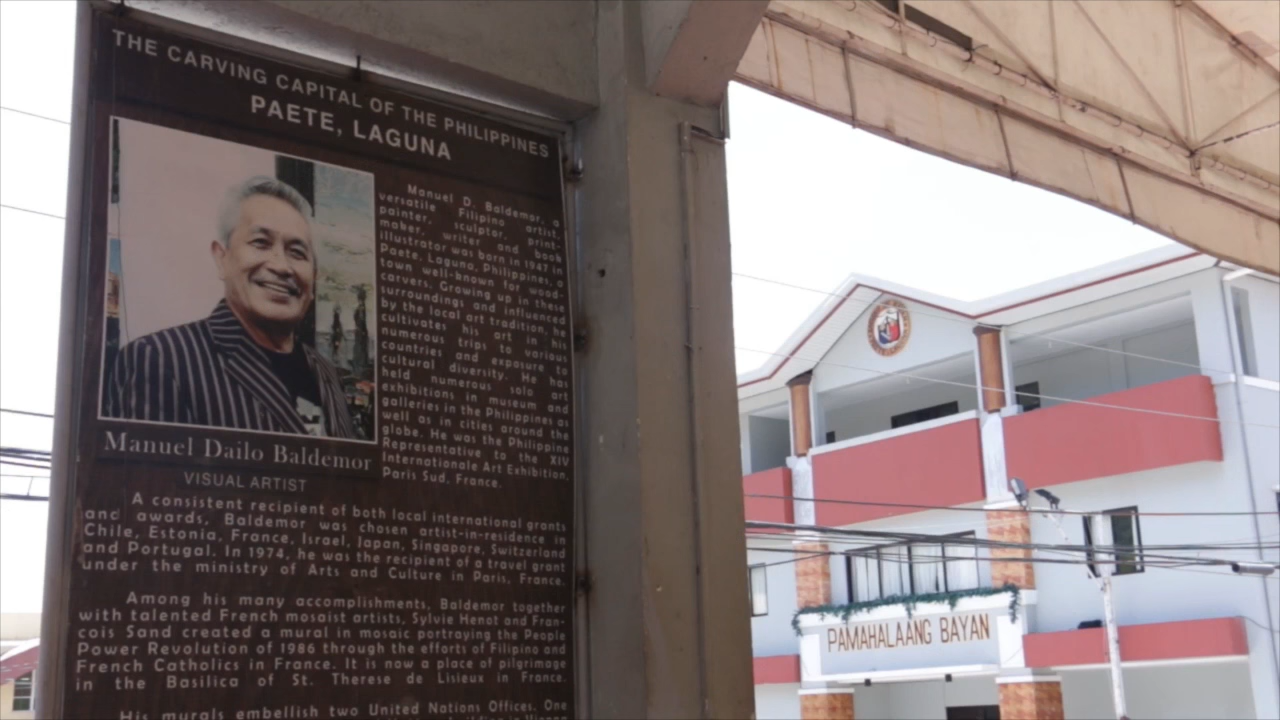 THE CARVING CAPITAL OF THE PHILIPPINES
PAETE, LAGUNA
Manuel D. Baldemor, a
versatile Filipino artist,
painter, sculptor, print-
maker, writer and book
illustrator was born in 1947 in
Paete, Laguna, Philippines, a
town well-known for wood-
carvers. Growing up in these
surroundings and influenced
by the local art tradition, he
cultivates his art in his
numerous trips to various
countries and exposure to
cultural diversity. He has
held numerous solo art
exhibitions in museum and
galleries in the Philippines as
well as in cities around the
globe. He was the Philippine
Representative to the XIV
Internationale Art Exhibition,
Paris Sud, France.
Manuel Dailo Baldemor
VISUAL ARTIST
A consistent recipient of both local international grants
and awards, Baldemor was chosen artist-in-residence in
Chile, Estonia, France, Israel, Japan, Singapore, Switzerland
and Portugal. In 1974, he was the recipient of a travel grant
under the ministry of Arts and Culture in Paris, France.
Among his many accomplishments, Baldemor together
with talented French mosaist artists, Sylvie Henot and Fran-
cois Sand created a mural in mosaic portraying the People
Power Revolution of 1986 through the efforts of Filipino and
French Catholics in France. It is now a place of pilgrimage
in the Basilica of St. Therese de Lisieux in France.
His murals embellish two United Nations Offices. One
PAMAHALAANG BAYAN